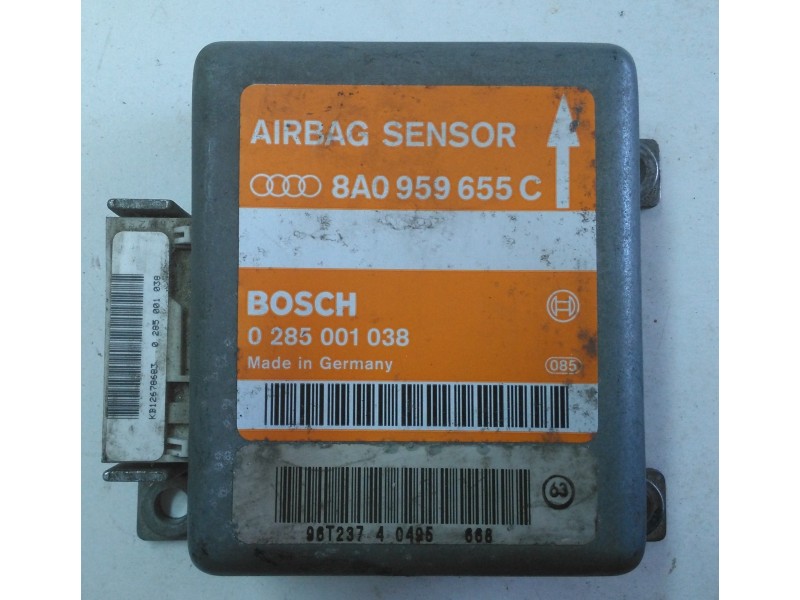 AIRBAG SENSOR
8A0 959 655 C
BOSCH
0 285 001 038
Made in Germany
085
63
96T237 4 0495 668
KB12678683 0 285 001 038